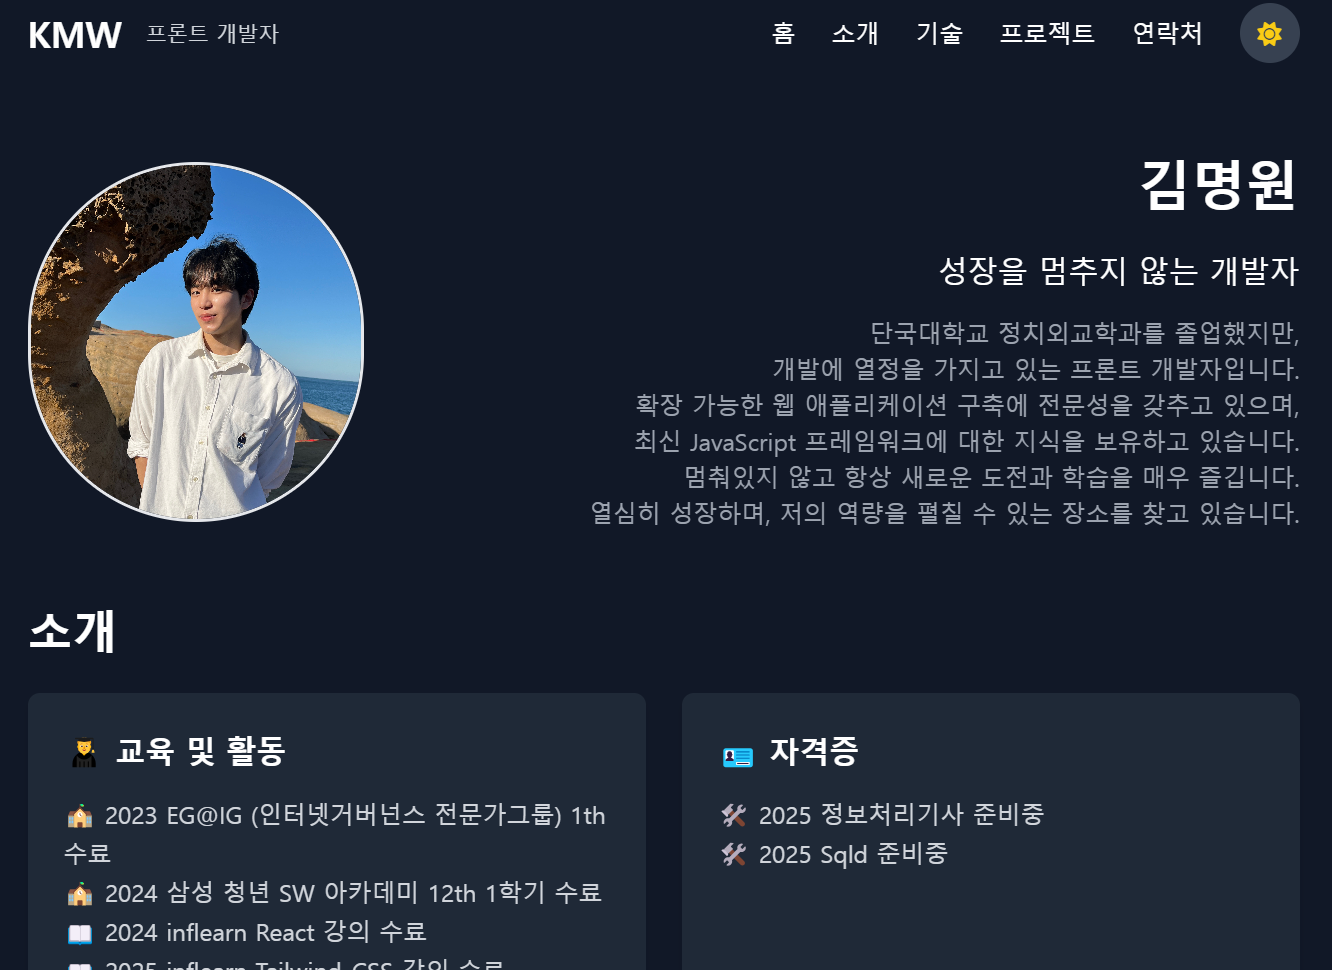 KMW 프론트 개발자
홈 소개 기술 프로젝트 연락처
김명원
성장을 멈추지 않는 개발자
단국대학교 정치외교학과를 졸업했지만,
개발에 열정을 가지고 있는 프론트 개발자입니다.
확장 가능한 웹 애플리케이션 구축에 전문성을 갖추고 있으며,
최신 JavaScript 프레임워크에 대한 지식을 보유하고 있습니다.
멈춰있지 않고 항상 새로운 도전과 학습을 매우 즐깁니다.
열심히 성장하며, 저의 역량을 펼칠 수 있는 장소를 찾고 있습니다.
소개
교육 및 활동
2023 EG@IG (인터넷거버넌스 전문가그룹) 1th
수료
2024 삼성 청년 SW 아카데미 12th 1학기 수료
2024 inflearn React 강의 수료
2025 inflearn Tailwind CSS 강의 수료
자격증
2025 정보처리기사 준비중
2025 Sqld 준비중